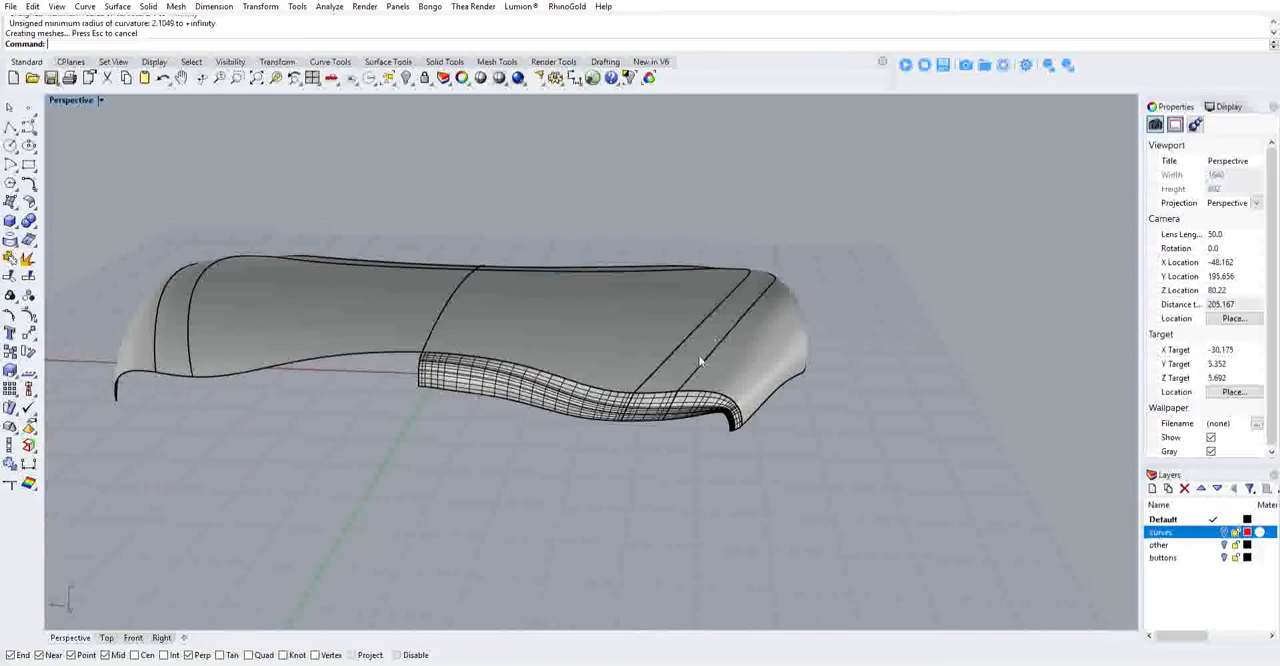 File Edit View Curve Surface Solid Mesh Dimension Transform Tools Analyze Render Panels Bongo Thea Render Lumion® RhinoGold Help
Unsigned minimum radius of curvature: 2.1049 to +infinity
Creating meshes... Press Esc to cancel
Command:
Standard CPlanes Set View Display Select Viewport Layout Visibility Transform Curve Tools Surface Tools Solid Tools Mesh Tools Render Tools Drafting New in V6
Perspective
Properties Display
Viewport
Title Perspective
Width 1640
Height 802
Projection Perspective
Camera
Lens Leng... 50.0
Rotation 0.0
X Location -48.162
Y Location 195.656
Z Location 80.22
Distance t... 205.167
Location Place...
Target
X Target -30.175
Y Target 5.352
Z Target 5.692
Location Place...
Wallpaper
Filename (none)
Show
Gray
Layers
Name Mate
Default
curves
other
buttons
Perspective Top Front Right
End Near Point Mid Cen Int Perp Tan Quad Knot Vertex Project Disable